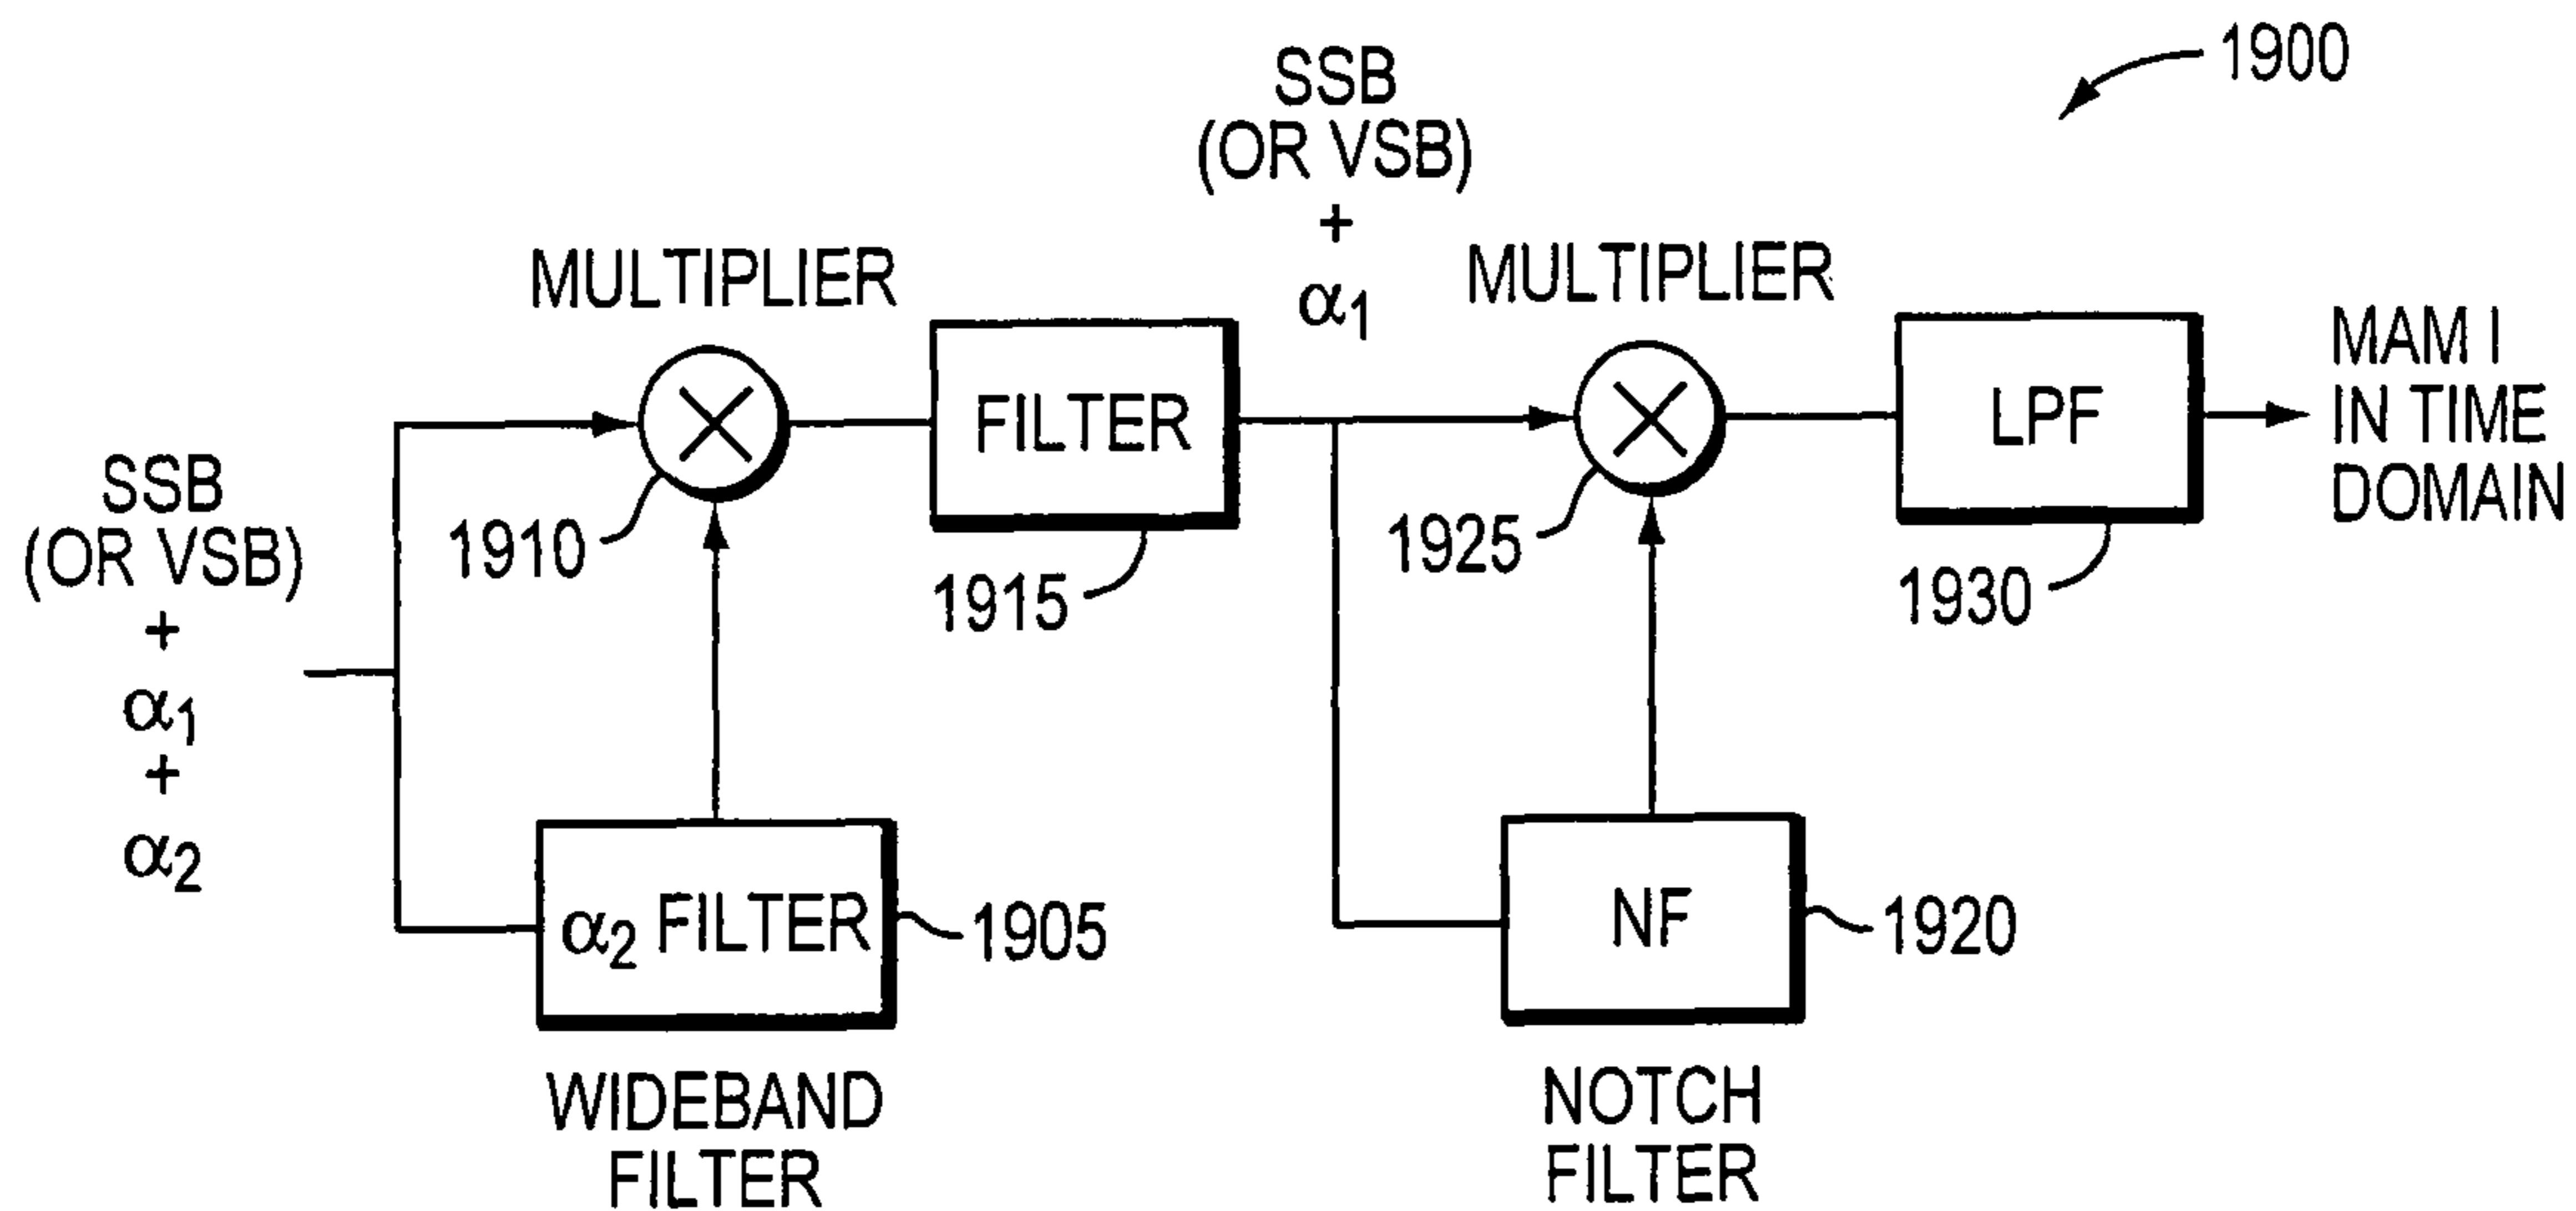 1900
SSB
(OR VSB)
+
α1
MULTIPLIER
MULTIPLIER
FILTER
LPF
MAM I
IN TIME
DOMAIN
SSB
(OR VSB)
+
α1
+
α2
1910
1915
1925
1930
α2 FILTER
1905
NF
1920
WIDEBAND
FILTER
NOTCH
FILTER